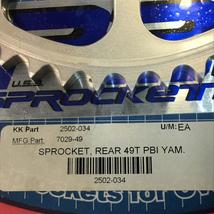 U.S.A.
SPROCKET
KK Part 2502-034 U/M: EA
MFG Part 7029-49
SPROCKET, REAR 49T PBI YAM.
2502-034